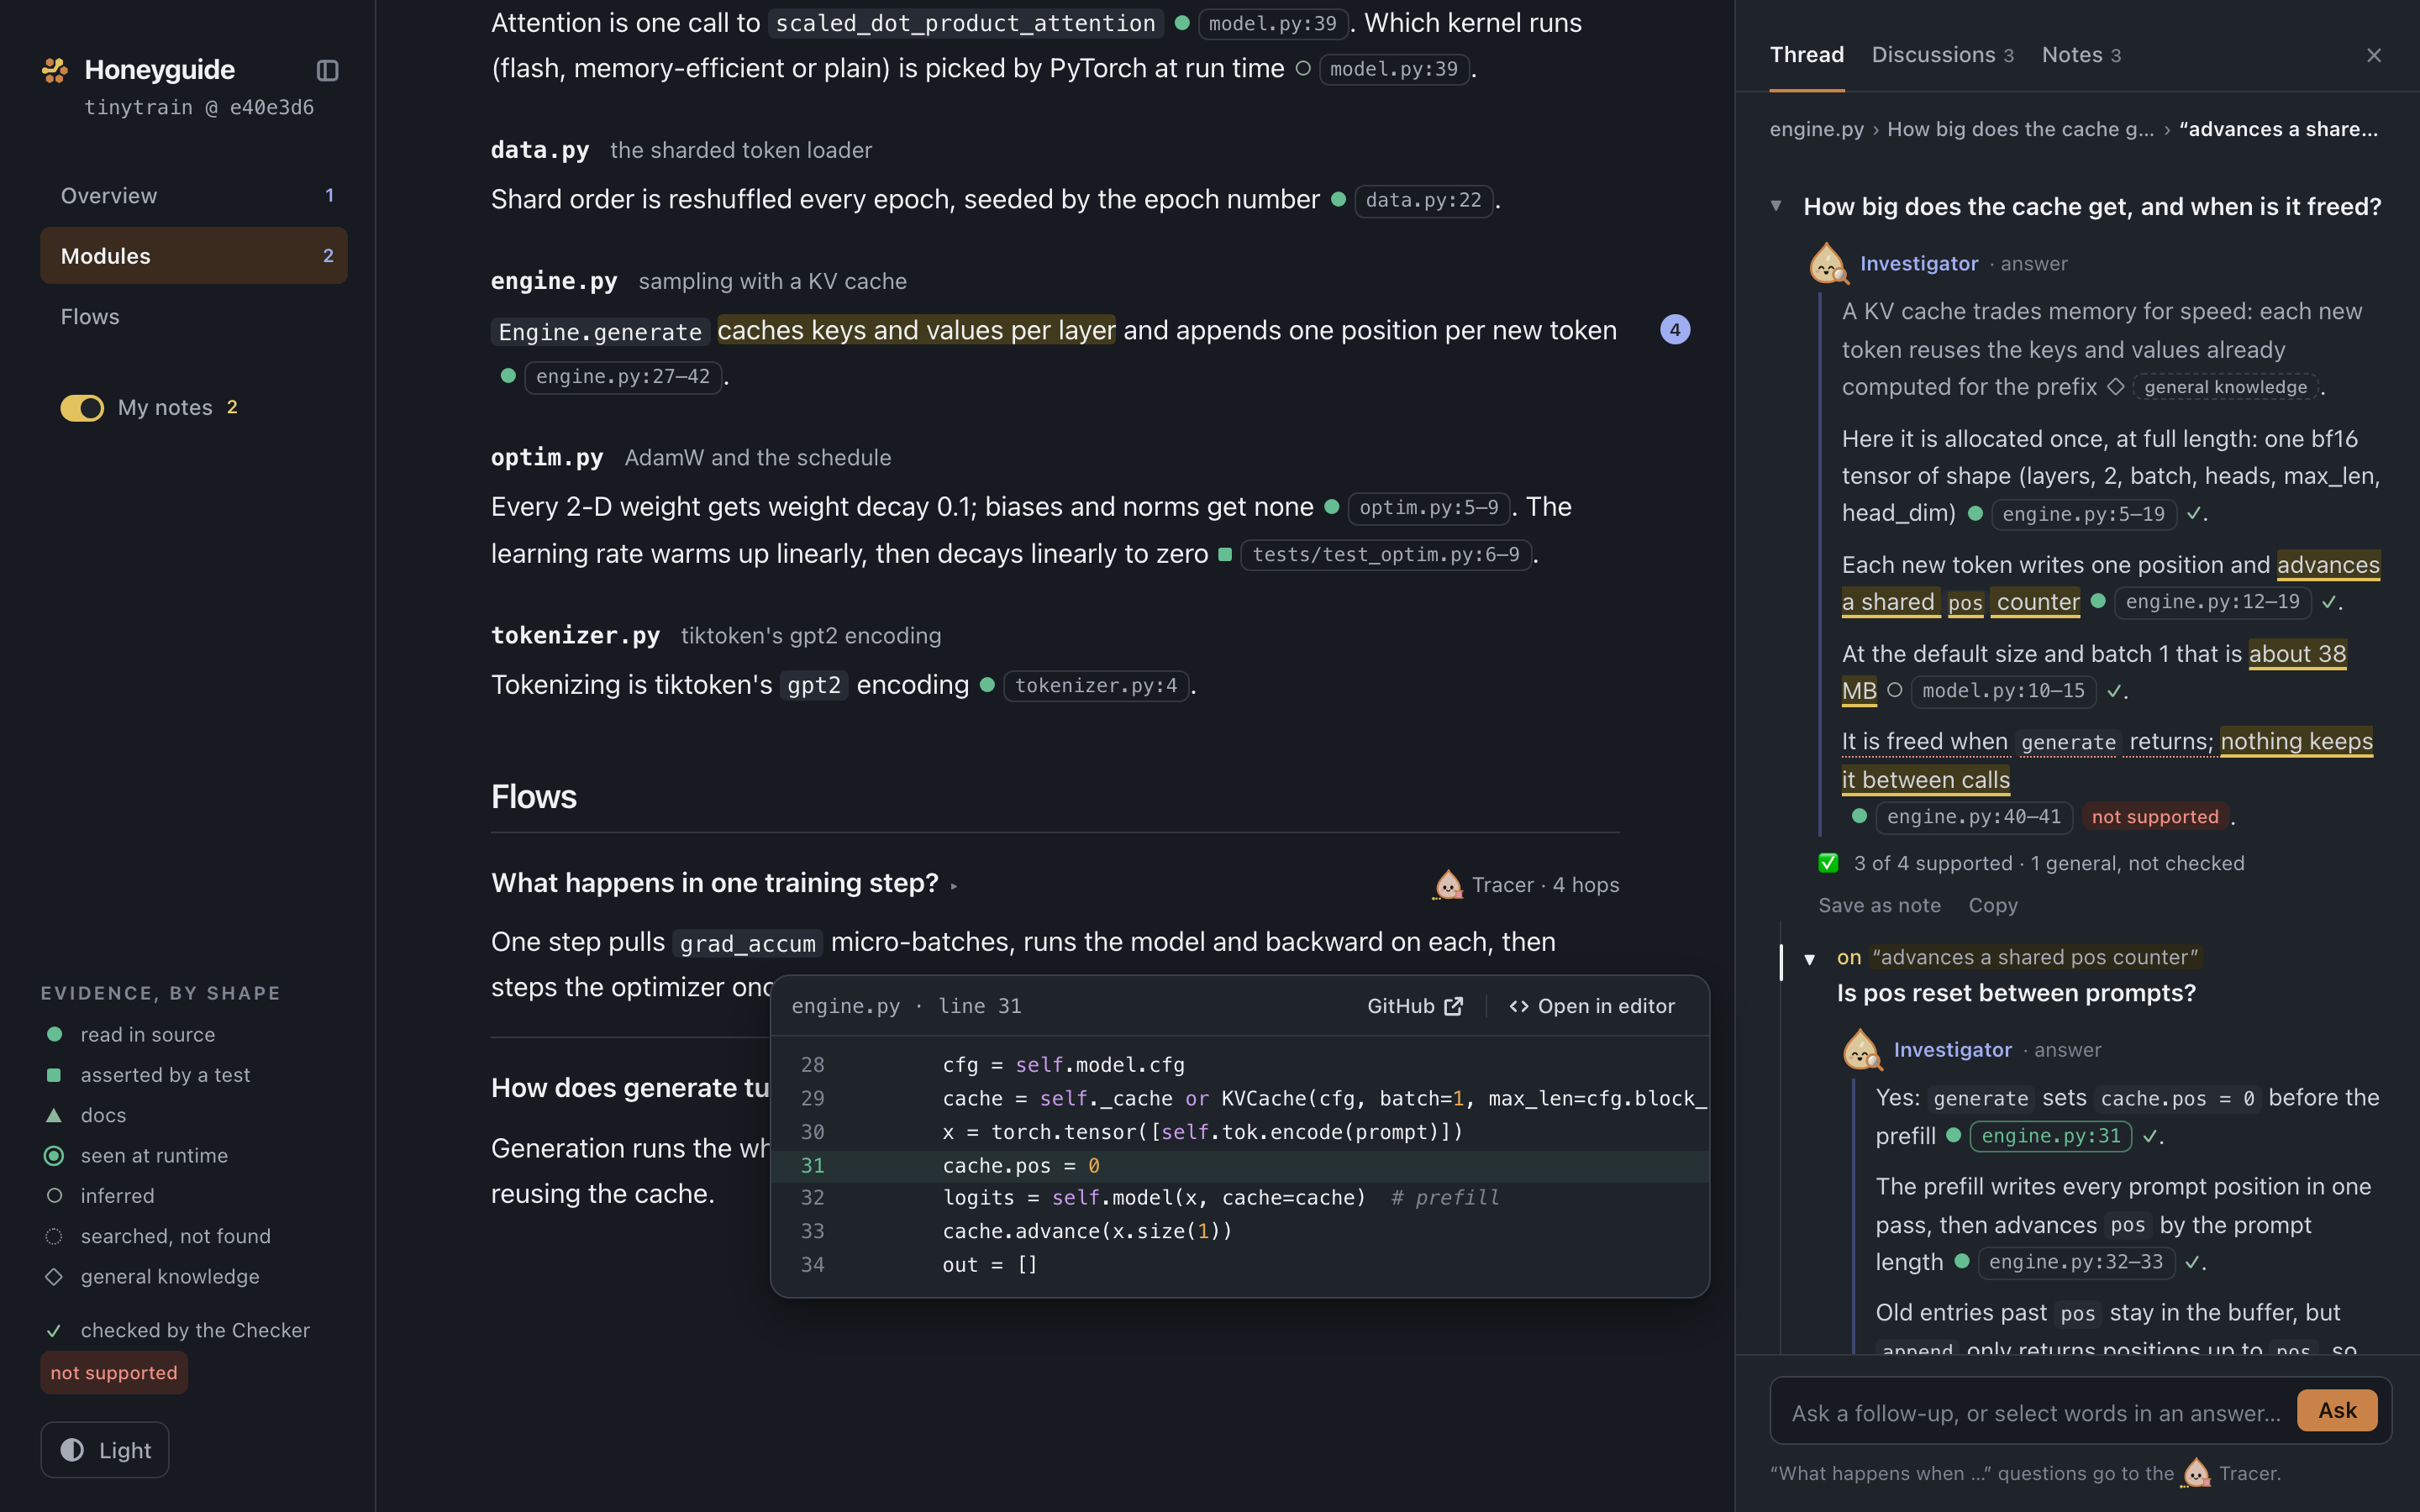 Honeyguide
tinytrain @ e40e3d6
Overview 1
Modules 2
Flows
My notes 2
EVIDENCE, BY SHAPE
read in source
asserted by a test
docs
seen at runtime
inferred
searched, not found
general knowledge
checked by the Checker
not supported
Light
Attention is one call to scaled_dot_product_attention model.py:39. Which kernel runs
(flash, memory-efficient or plain) is picked by PyTorch at run time model.py:39.
data.py the sharded token loader
Shard order is reshuffled every epoch, seeded by the epoch number data.py:22.
engine.py sampling with a KV cache
Engine.generate caches keys and values per layer and appends one position per new token 4
engine.py:27–42.
optim.py AdamW and the schedule
Every 2-D weight gets weight decay 0.1; biases and norms get none optim.py:5–9. The
learning rate warms up linearly, then decays linearly to zero tests/test_optim.py:6–9.
tokenizer.py tiktoken's gpt2 encoding
Tokenizing is tiktoken's gpt2 encoding tokenizer.py:4.
Flows
What happens in one training step? Tracer · 4 hops
One step pulls grad_accum micro-batches, runs the model and backward on each, then
steps the optimizer
How does generate
Generation runs the
reusing the cache.
engine.py · line 31 GitHub Open in editor
28 cfg = self.model.cfg
29 cache = self._cache or KVCache(cfg, batch=1, max_len=cfg.block_
30 x = torch.tensor([self.tok.encode(prompt)])
31 cache.pos = 0
32 logits = self.model(x, cache=cache) # prefill
33 cache.advance(x.size(1))
34 out = []
Thread Discussions 3 Notes 3
engine.py › How big does the cache g... › “advances a share...
How big does the cache get, and when is it freed?
Investigator · answer
A KV cache trades memory for speed: each new
token reuses the keys and values already
computed for the prefix general knowledge.
Here it is allocated once, at full length: one bf16
tensor of shape (layers, 2, batch, heads, max_len,
head_dim) engine.py:5–19 ✓.
Each new token writes one position and advances
a shared pos counter engine.py:12–19 ✓.
At the default size and batch 1 that is about 38
MB model.py:10–15 ✓.
It is freed when generate returns; nothing keeps
it between calls
engine.py:40–41 not supported.
✅ 3 of 4 supported · 1 general, not checked
Save as note Copy
on “advances a shared pos counter”
Is pos reset between prompts?
Investigator · answer
Yes: generate sets cache.pos = 0 before the
prefill engine.py:31 ✓.
The prefill writes every prompt position in one
pass, then advances pos by the prompt
length engine.py:32–33 ✓.
Old entries past pos stay in the buffer, but
append only returns positions up to pos, so
Ask a follow-up, or select words in an answer... Ask
“What happens when ...” questions go to the Tracer.